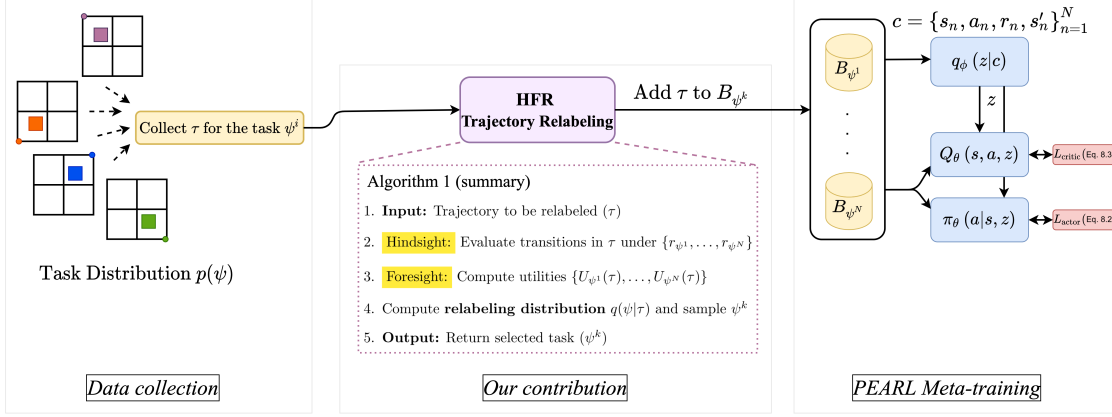 Collect τ for the task ψ^i
Task Distribution p(ψ)
Data collection
HFR
Trajectory Relabeling
Add τ to B_{ψ^k}
Algorithm 1 (summary)
1. Input: Trajectory to be relabeled (τ)
2. Hindsight: Evaluate transitions in τ under {r_{ψ^1}, . . . , r_{ψ^N}}
3. Foresight: Compute utilities {U_{ψ^1}(τ), . . . , U_{ψ^N}(τ)}
4. Compute relabeling distribution q(ψ|τ) and sample ψ^k
5. Output: Return selected task (ψ^k)
Our contribution
c = {s_n, a_n, r_n, s′_n}_{n=1}^N
B_{ψ^1}
.
.
.
B_{ψ^N}
q_ϕ (z|c)
z
Q_θ (s, a, z)
L_critic (Eq. 8.3
π_θ (a|s, z)
L_actor (Eq. 8.2
PEARL Meta-training